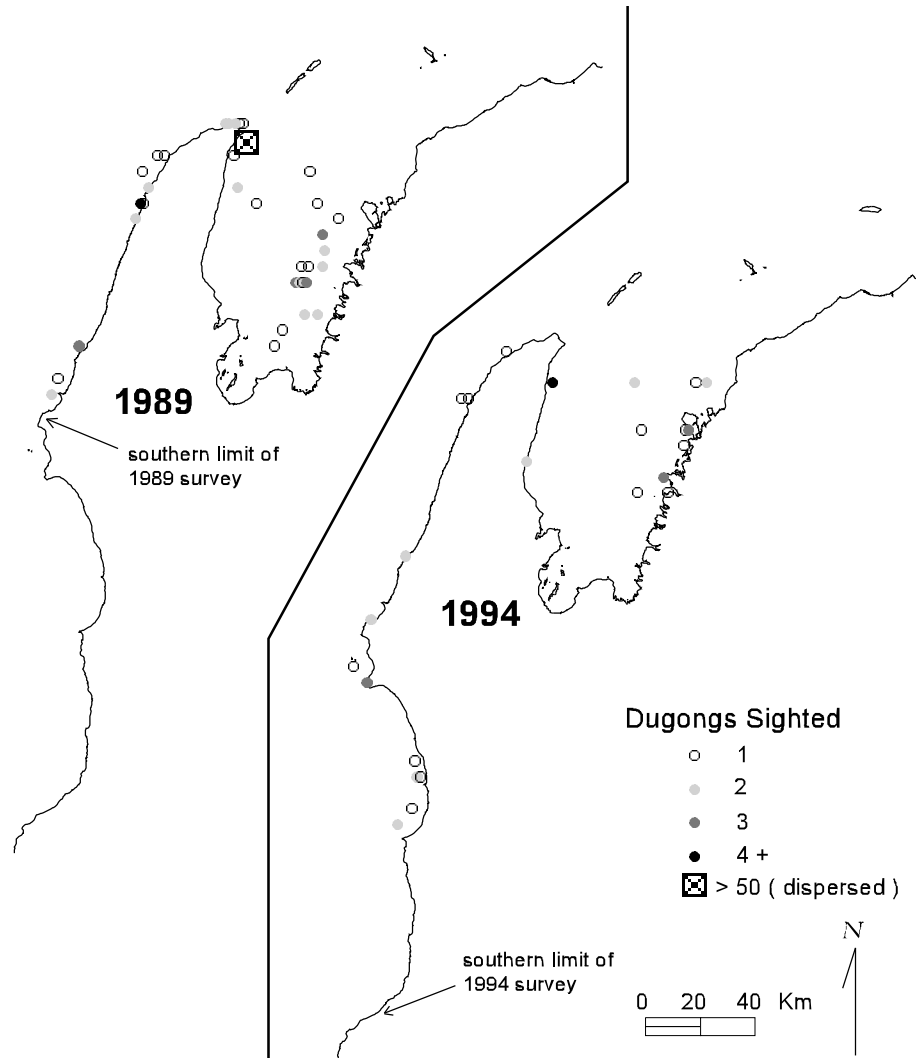 1989
southern limit of
1989 survey
1994
Dugongs Sighted
1
2
3
4 +
> 50 ( dispersed )
southern limit of
1994 survey
N
0 20 40 Km